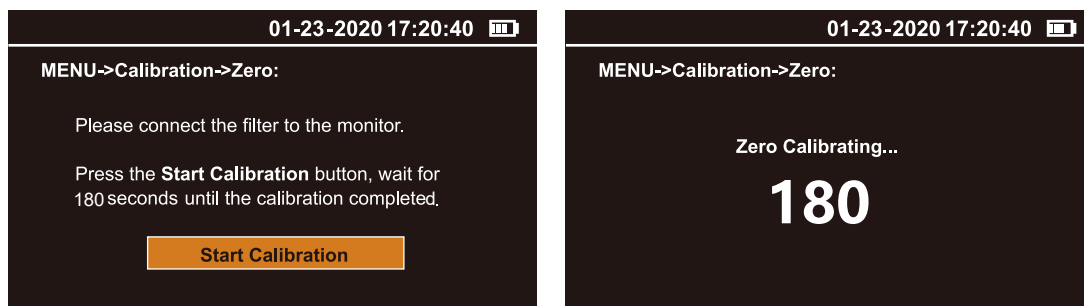 01-23-2020 17:20:40
MENU->Calibration->Zero:
Please connect the filter to the monitor.
Press the Start Calibration button, wait for
180 seconds until the calibration completed.
Start Calibration
01-23-2020 17:20:40
MENU->Calibration->Zero:
Zero Calibrating...
180